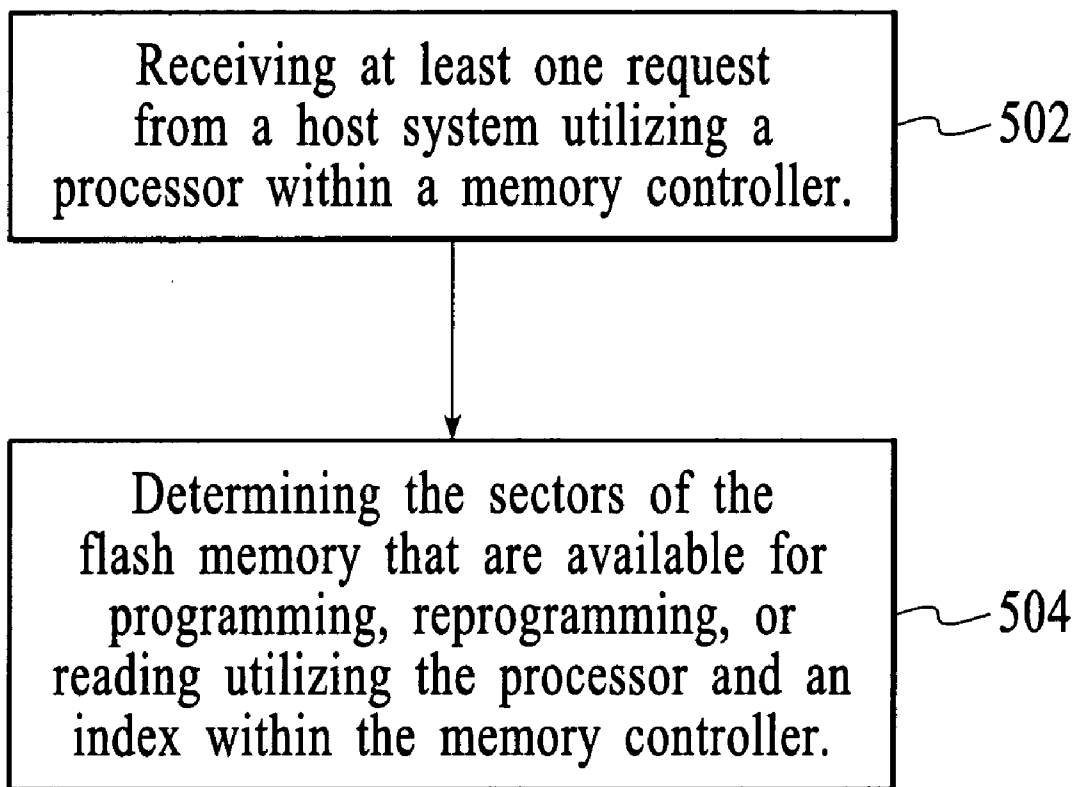 Receiving at least one request
from a host system utilizing a
processor within a memory controller.
502
Determining the sectors of the
flash memory that are available for
programming, reprogramming, or
reading utilizing the processor and an
index within the memory controller.
504